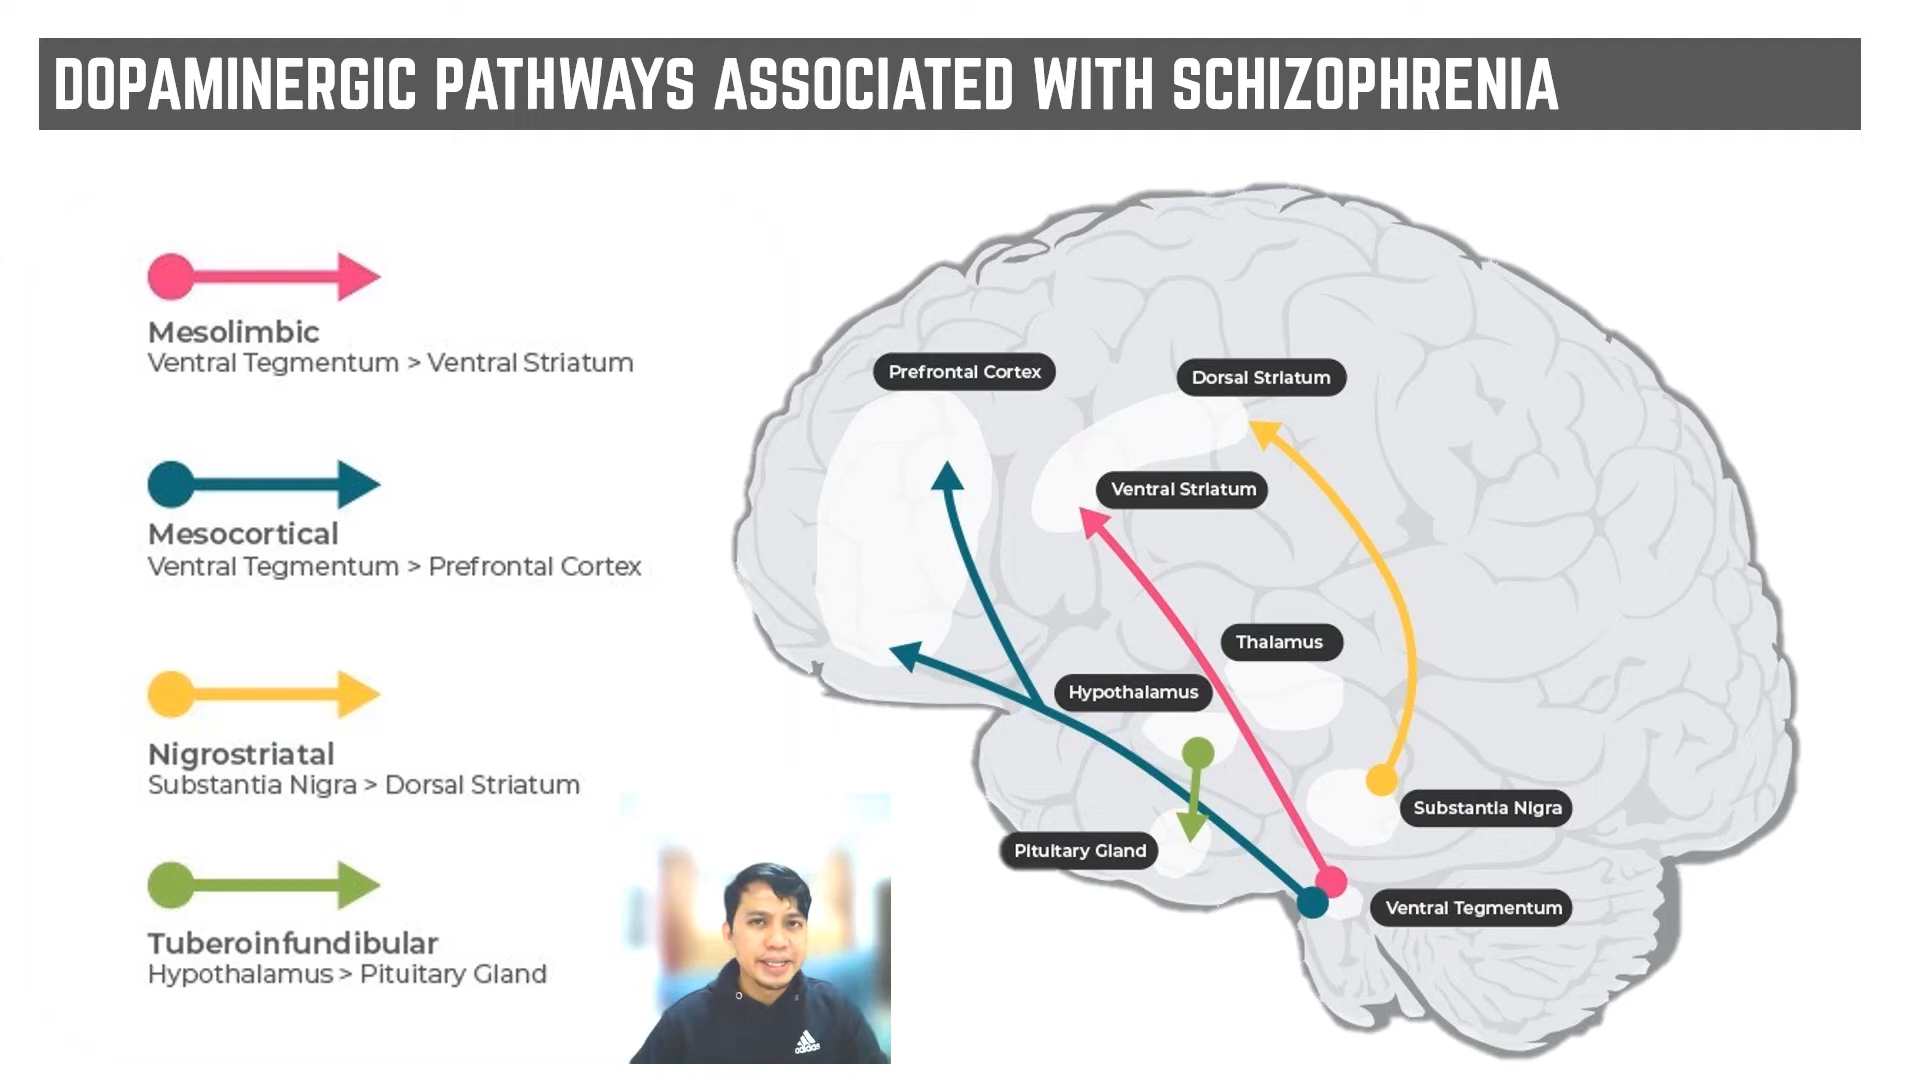 DOPAMINERGIC PATHWAYS ASSOCIATED WITH SCHIZOPHRENIA
Mesolimbic
Ventral Tegmentum > Ventral Striatum
Mesocortical
Ventral Tegmentum > Prefrontal Cortex
Nigrostriatal
Substantia Nigra > Dorsal Striatum
Tuberoinfundibular
Hypothalamus > Pituitary Gland
Prefrontal Cortex
Dorsal Striatum
Ventral Striatum
Thalamus
Hypothalamus
Substantia Nigra
Pituitary Gland
Ventral Tegmentum
adidas